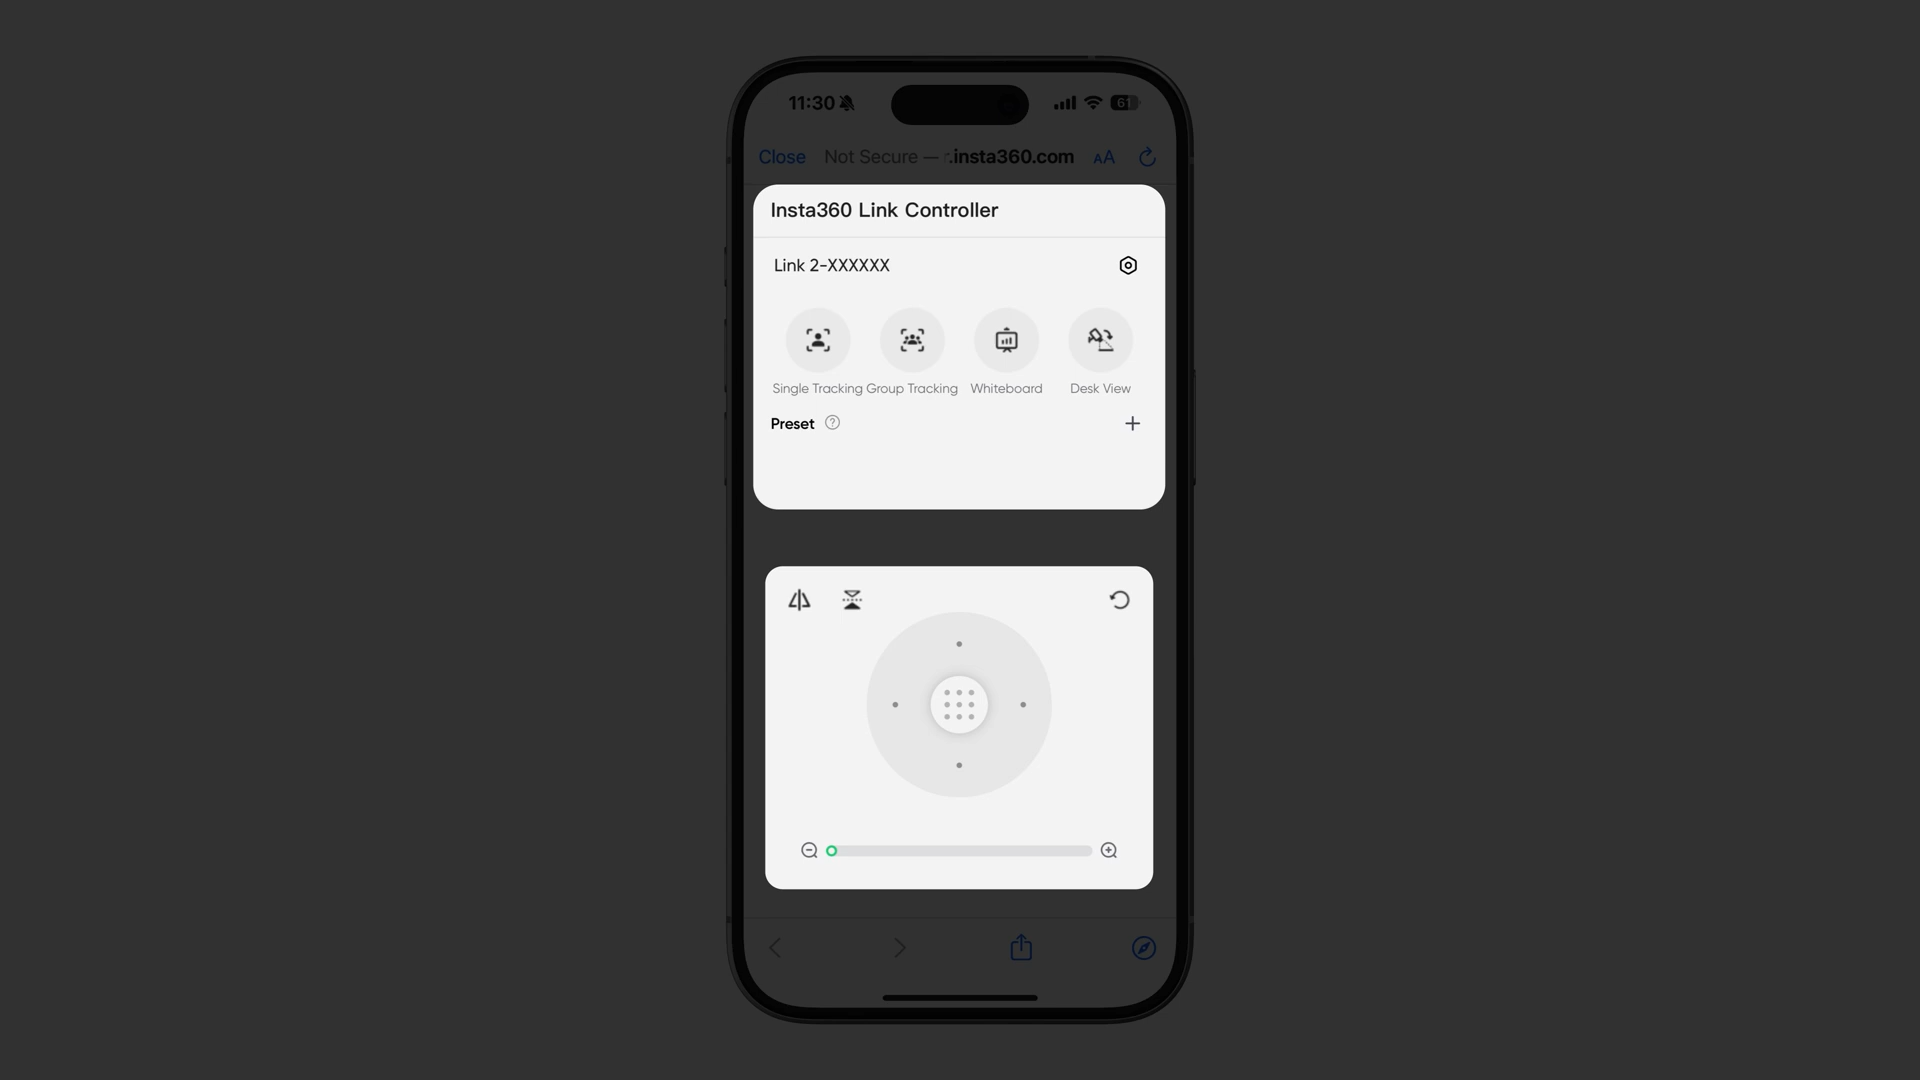 11:30 61
Close Not Secure — r.insta360.com AA
Insta360 Link Controller
Link 2-XXXXXX
Single Tracking Group Tracking Whiteboard Desk View
Preset ?